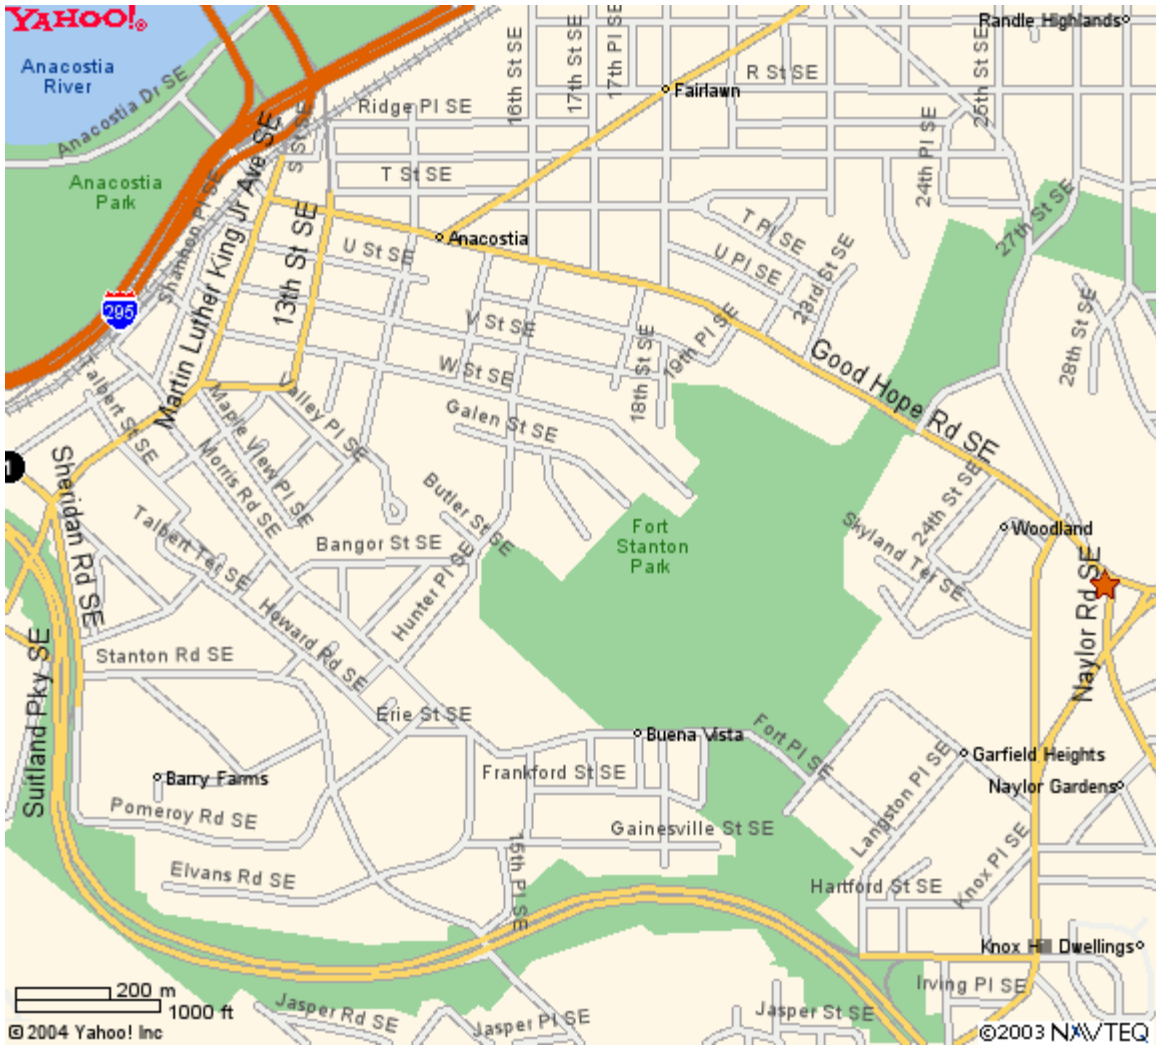 YAHOO!®
Randle Highlands
Anacostia
River
Anacostia Dr SE
16th St SE
17th St SE
17th Pl SE
R St SE
25th St SE
Fairlawn
Ridge Pl SE
S St SE
Anacostia
Park
T St SE
24th Pl SE
27th St SE
Shannon Pl SE
Martin Luther King Jr Ave SE
13th St SE
U St SE
Anacostia
T Pl SE
U Pl SE
23rd St SE
295
V St SE
W St SE
18th St SE
19th Pl SE
28th St SE
Good Hope Rd SE
Talbert St SE
Valley Pl SE
Maple View Pl SE
Morris Rd SE
Galen St SE
1
Sheridan Rd SE
Butler St SE
Fort
Stanton
Park
24th St SE
Skyland Ter SE
Woodland
Talbert Ter SE
Bangor St SE
Hunter Pl SE
Howard Rd SE
Naylor Rd SE
Stanton Rd SE
Suitland Pky SE
Erie St SE
Buena Vista
Fort Pl SE
Garfield Heights
Barry Farms
Frankford St SE
Naylor Gardens
Langston Pl SE
Pomeroy Rd SE
Gainesville St SE
15th Pl SE
Elvans Rd SE
Hartford St SE
Knox Pl SE
Knox Hill Dwellings
Irving Pl SE
200 m
1000 ft
Jasper Rd SE
Jasper Pl SE
Jasper St SE
© 2004 Yahoo! Inc
©2003 NAVTEQ